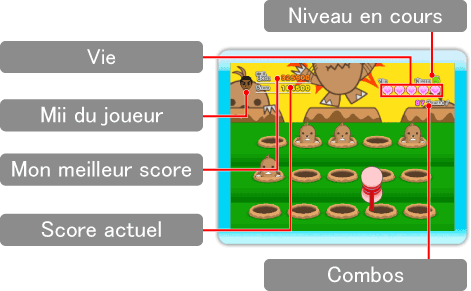 Niveau en cours
Vie
Mii du joueur
Mon meilleur score
Score actuel
Combos